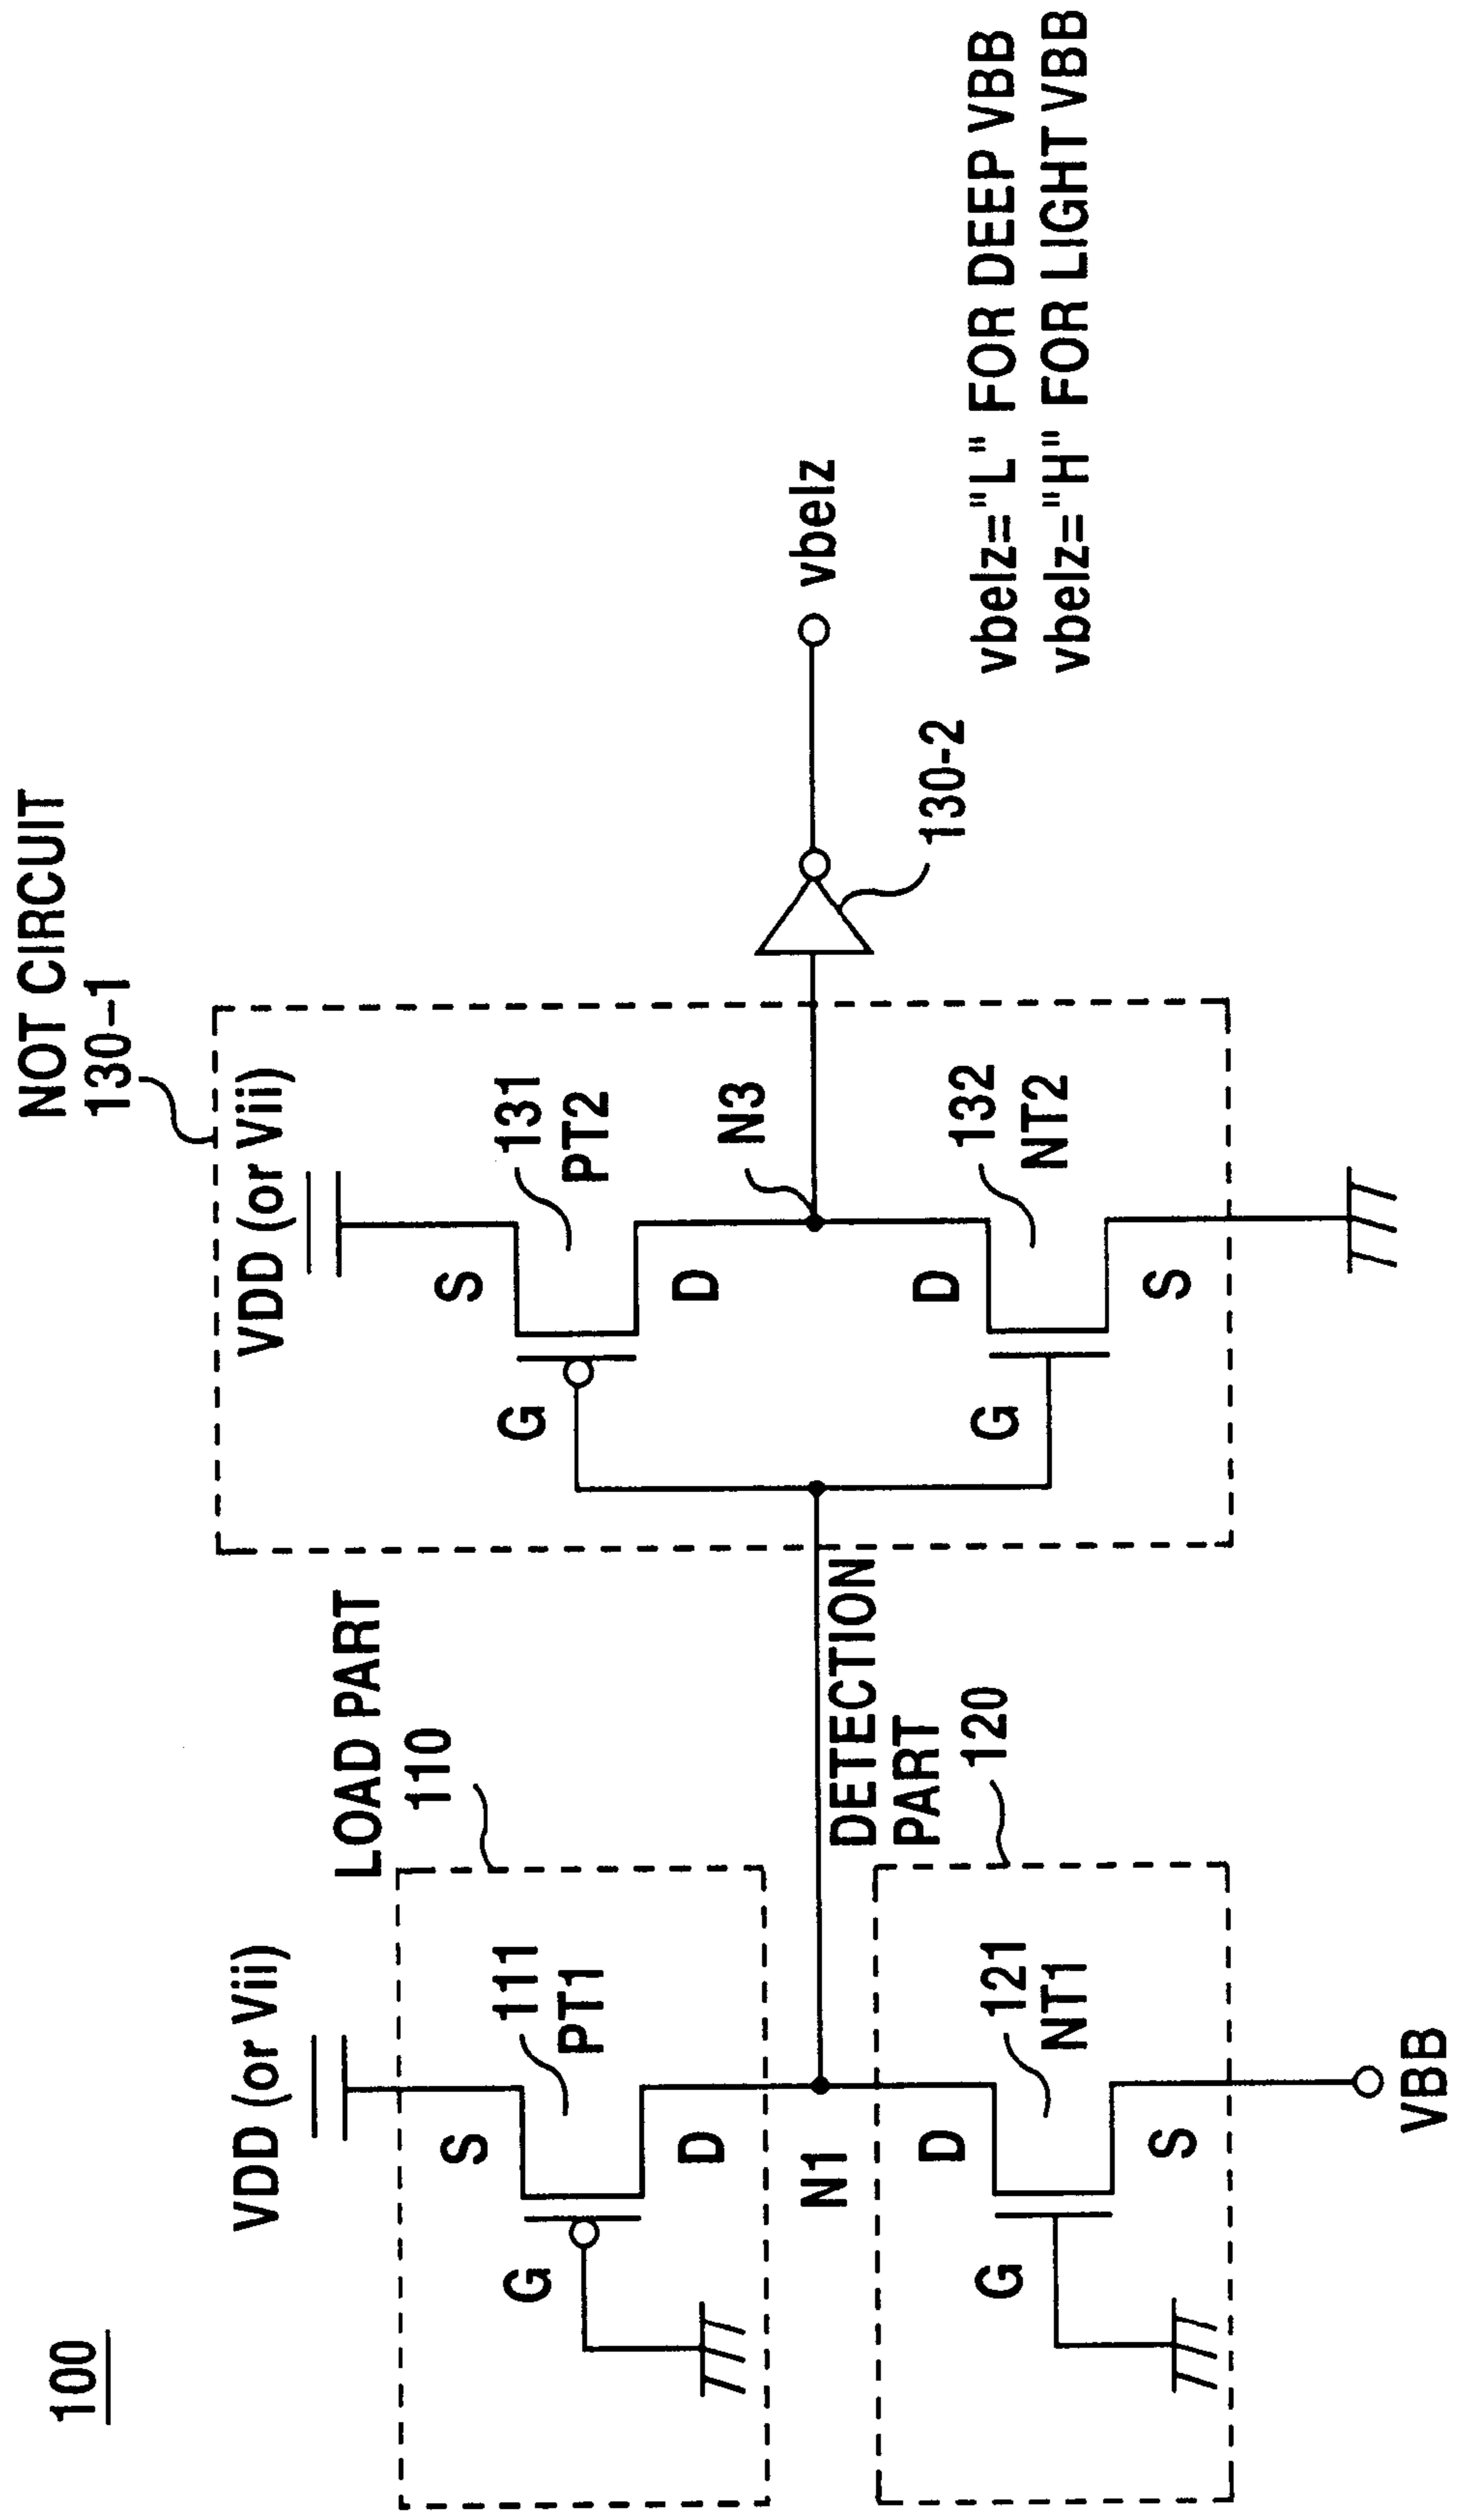 100
VDD (or Vii)
LOAD PART
110
111
PT1
S
G
D
N1
DETECTION
PART
120
121
NT1
D
G
S
VBB
NOT CIRCUIT
130-1
VDD (or Vii)
131
PT2
S
G
D
N3
132
NT2
D
G
S
130-2
vbelz
vbelz="L" FOR DEEP VBB
vbelz="H" FOR LIGHT VBB